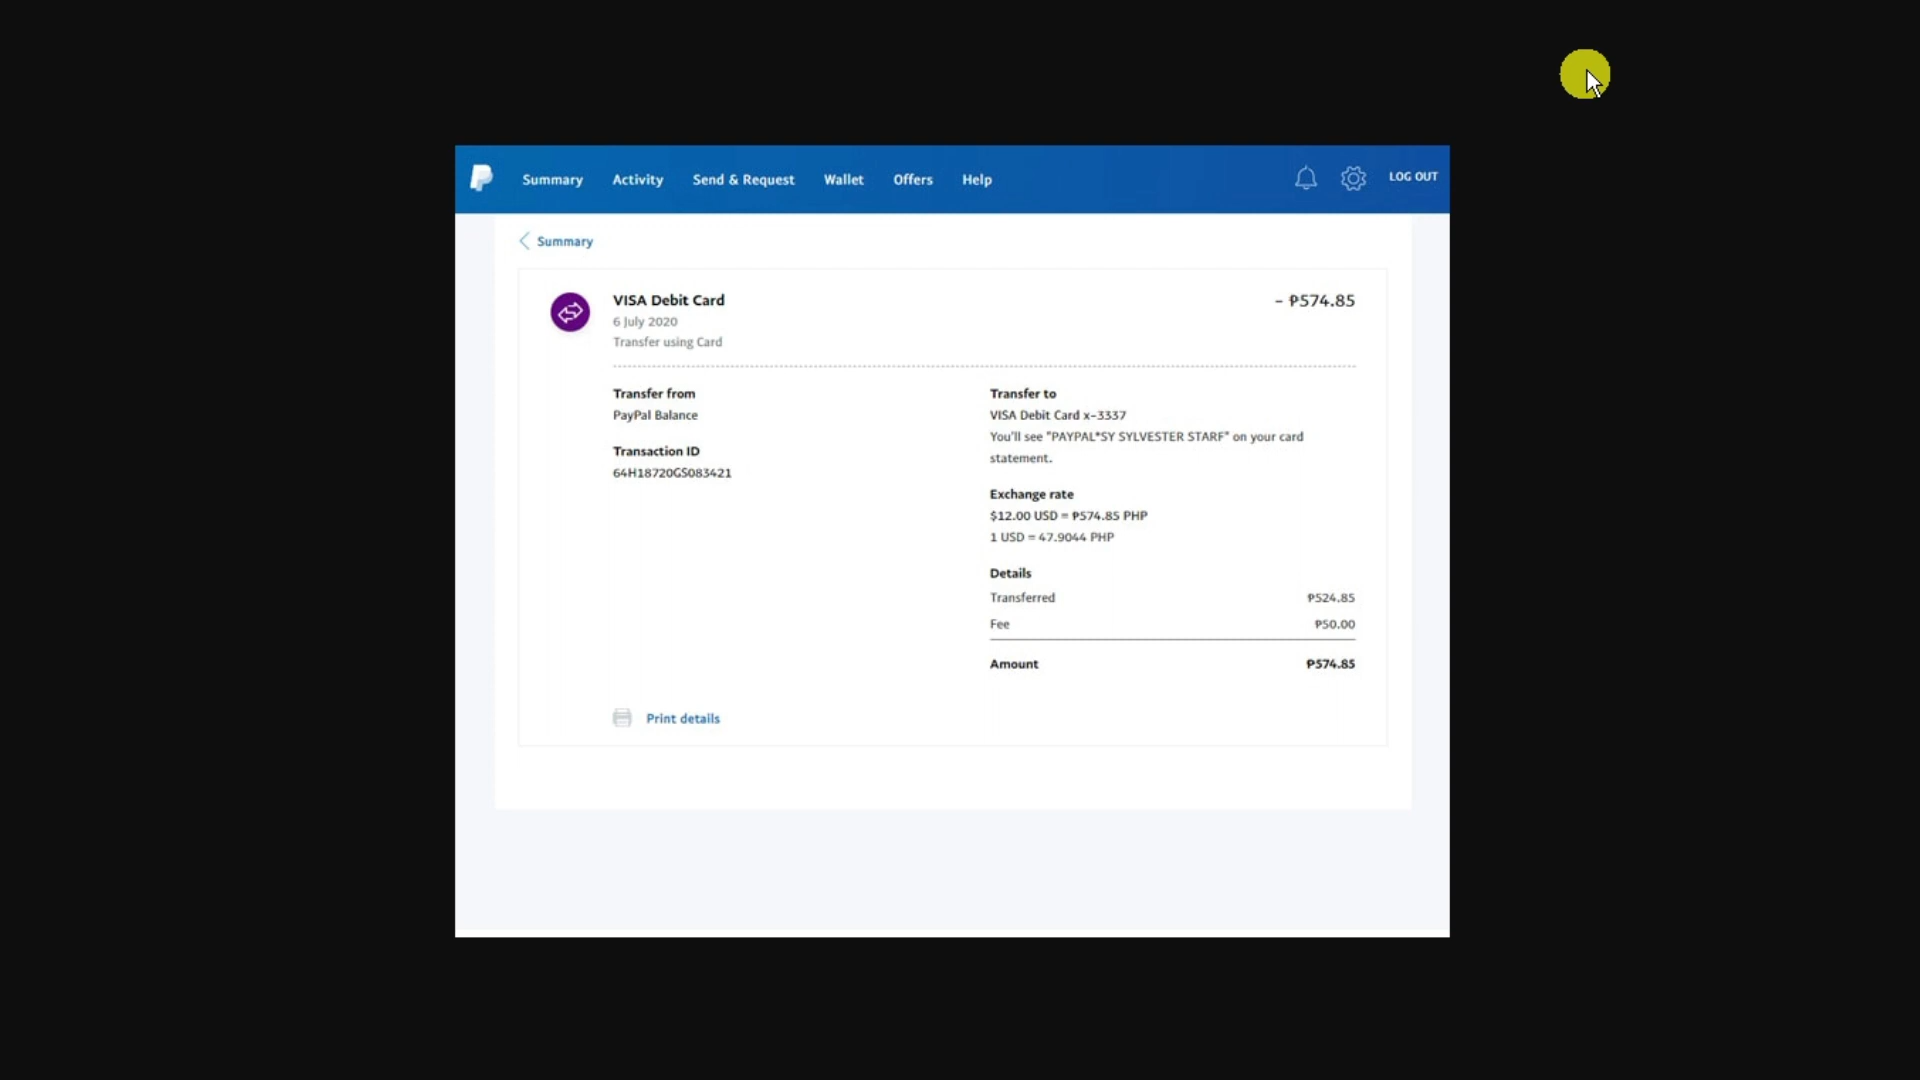 Summary Activity Send & Request Wallet Offers Help LOG OUT
Summary
VISA Debit Card - ₱574.85
6 July 2020
Transfer using Card
Transfer from
PayPal Balance
Transaction ID
64H18720GS083421
Transfer to
VISA Debit Card x-3337
You'll see "PAYPAL*SY SYLVESTER STARF" on your card
statement.
Exchange rate
$12.00 USD = ₱574.85 PHP
1 USD = 47.9044 PHP
Details
Transferred ₱524.85
Fee ₱50.00
Amount ₱574.85
Print details